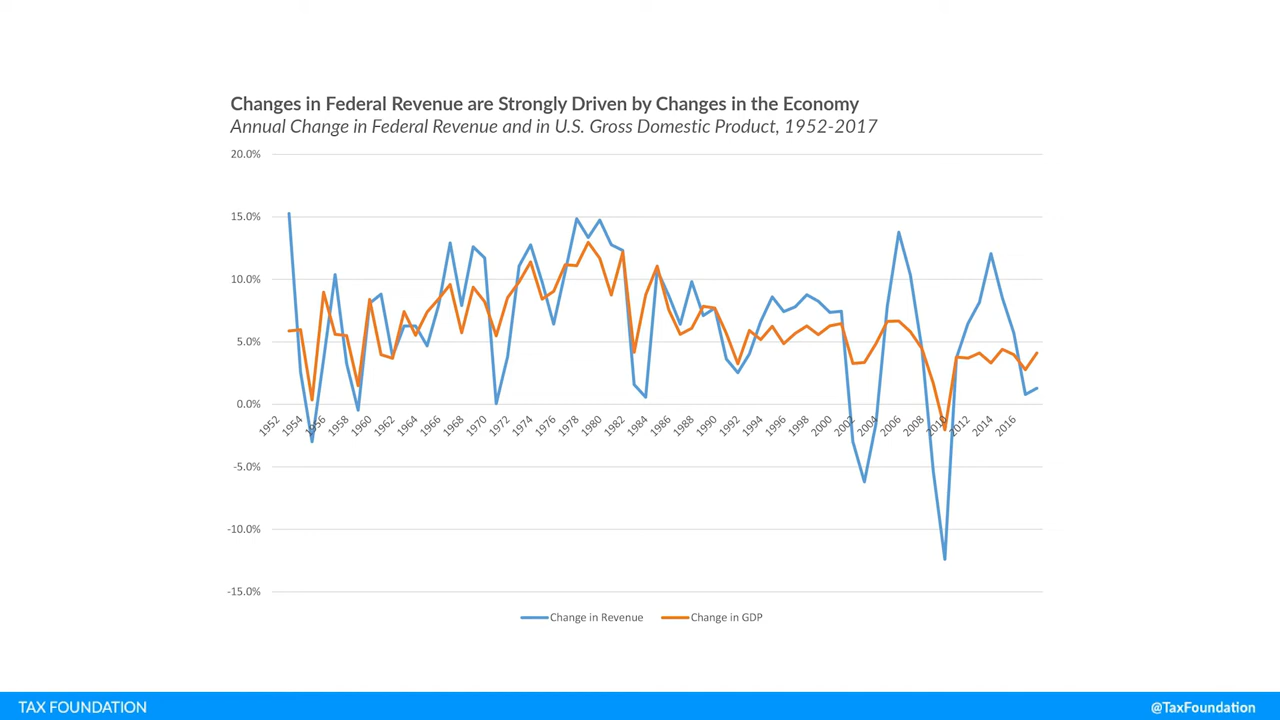 Changes in Federal Revenue are Strongly Driven by Changes in the Economy
Annual Change in Federal Revenue and in U.S. Gross Domestic Product, 1952-2017
20.0%
15.0%
10.0%
5.0%
0.0%
1952 1954 1956 1958 1960 1962 1964 1966 1968 1970 1972 1974 1976 1978 1980 1982 1984 1986 1988 1990 1992 1994 1996 1998 2000 2002 2004 2006 2008 2010 2012 2014 2016
-5.0%
-10.0%
-15.0%
Change in Revenue Change in GDP
TAX FOUNDATION @TaxFoundation